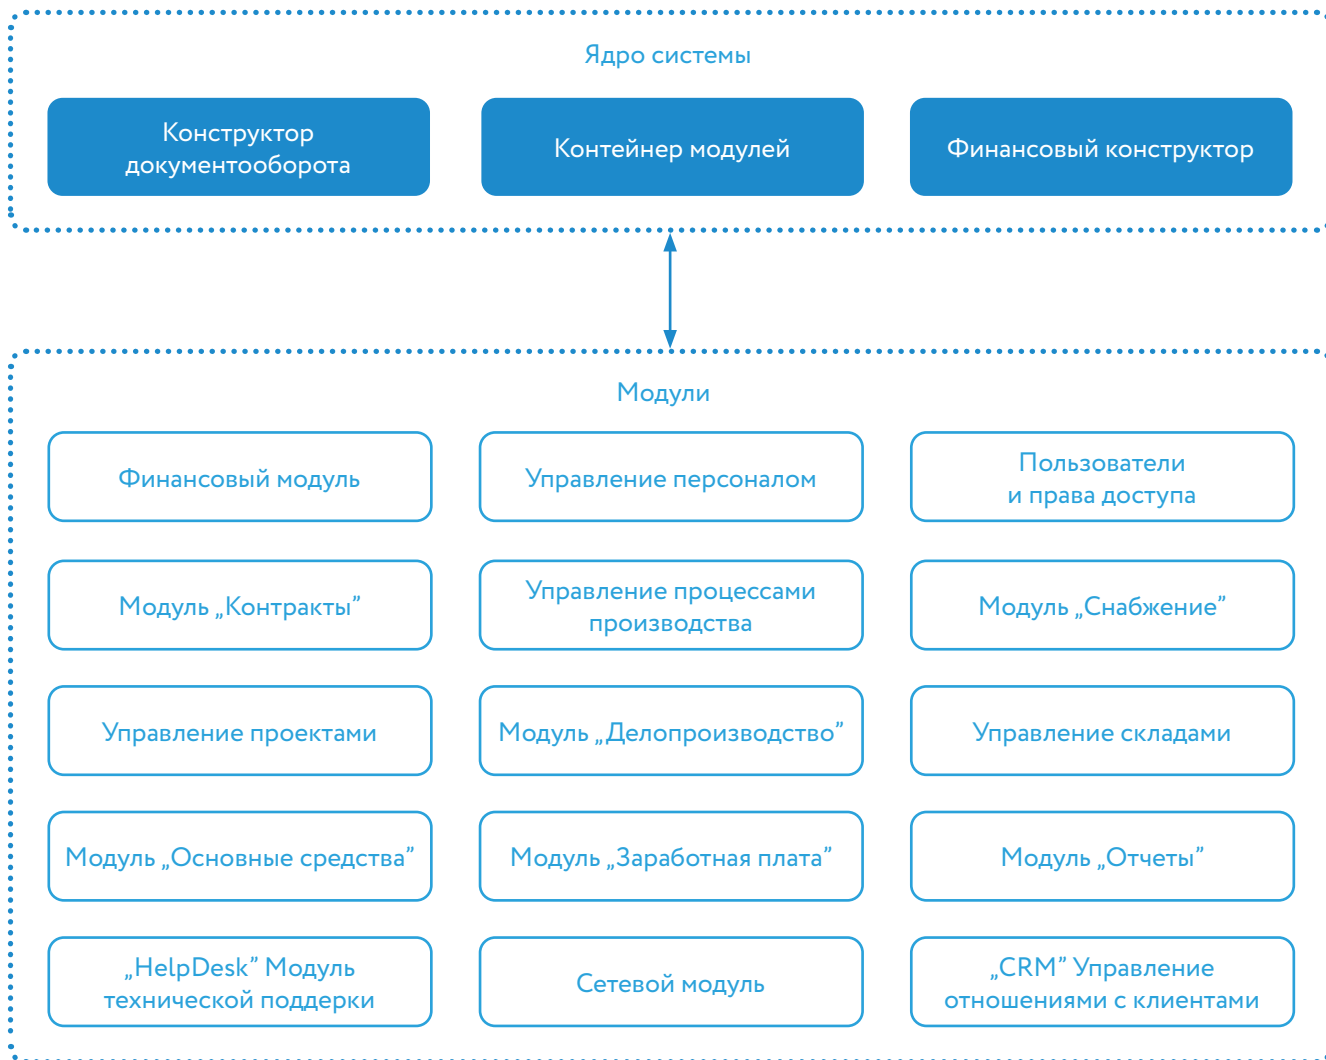 Ядро системы
Конструктор
документооборота
Контейнер модулей
Финансовый конструктор
Модули
Финансовый модуль
Управление персоналом
Пользователи
и права доступа
Модуль „Контракты”
Управление процессами
производства
Модуль „Снабжение”
Управление проектами
Модуль „Делопроизводство”
Управление складами
Модуль „Основные средства”
Модуль „Заработная плата”
Модуль „Отчеты”
„HelpDesk” Модуль
технической поддерки
Сетевой модуль
„CRM” Управление
отношениями с клиентами